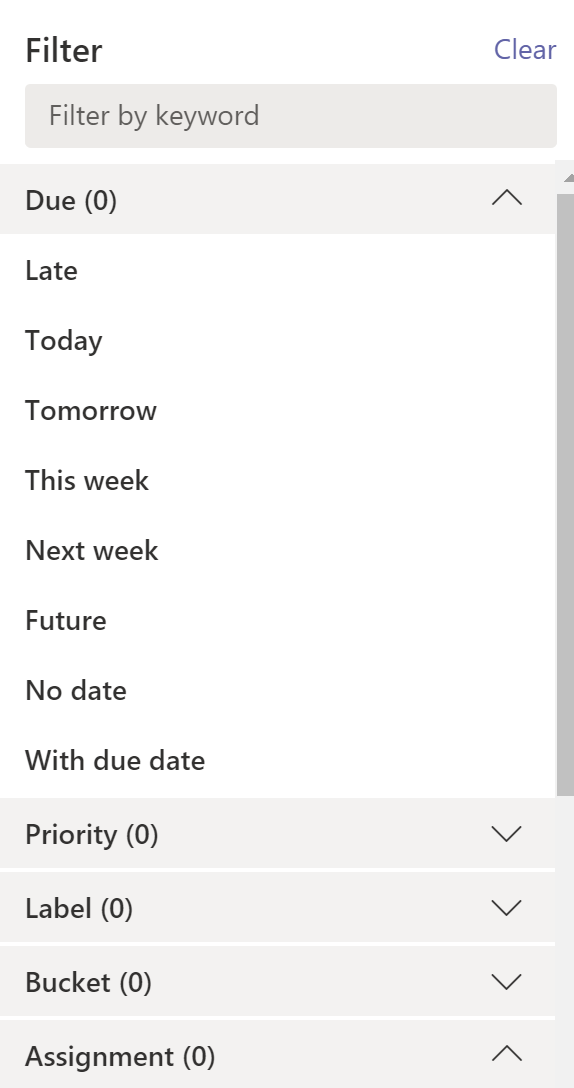 Filter
Clear
Filter by keyword
Due (0)
Late
Today
Tomorrow
This week
Next week
Future
No date
With due date
Priority (0)
Label (0)
Bucket (0)
Assignment (0)